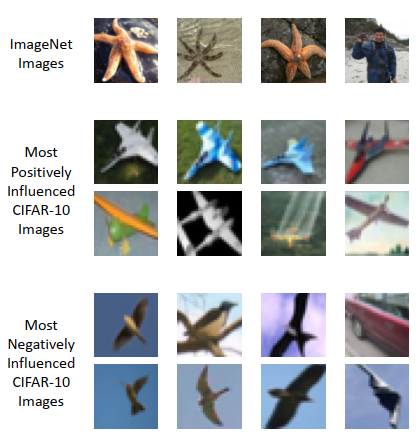 ImageNet
Images
Most
Positively
Influenced
CIFAR-10
Images
Most
Negatively
Influenced
CIFAR-10
Images